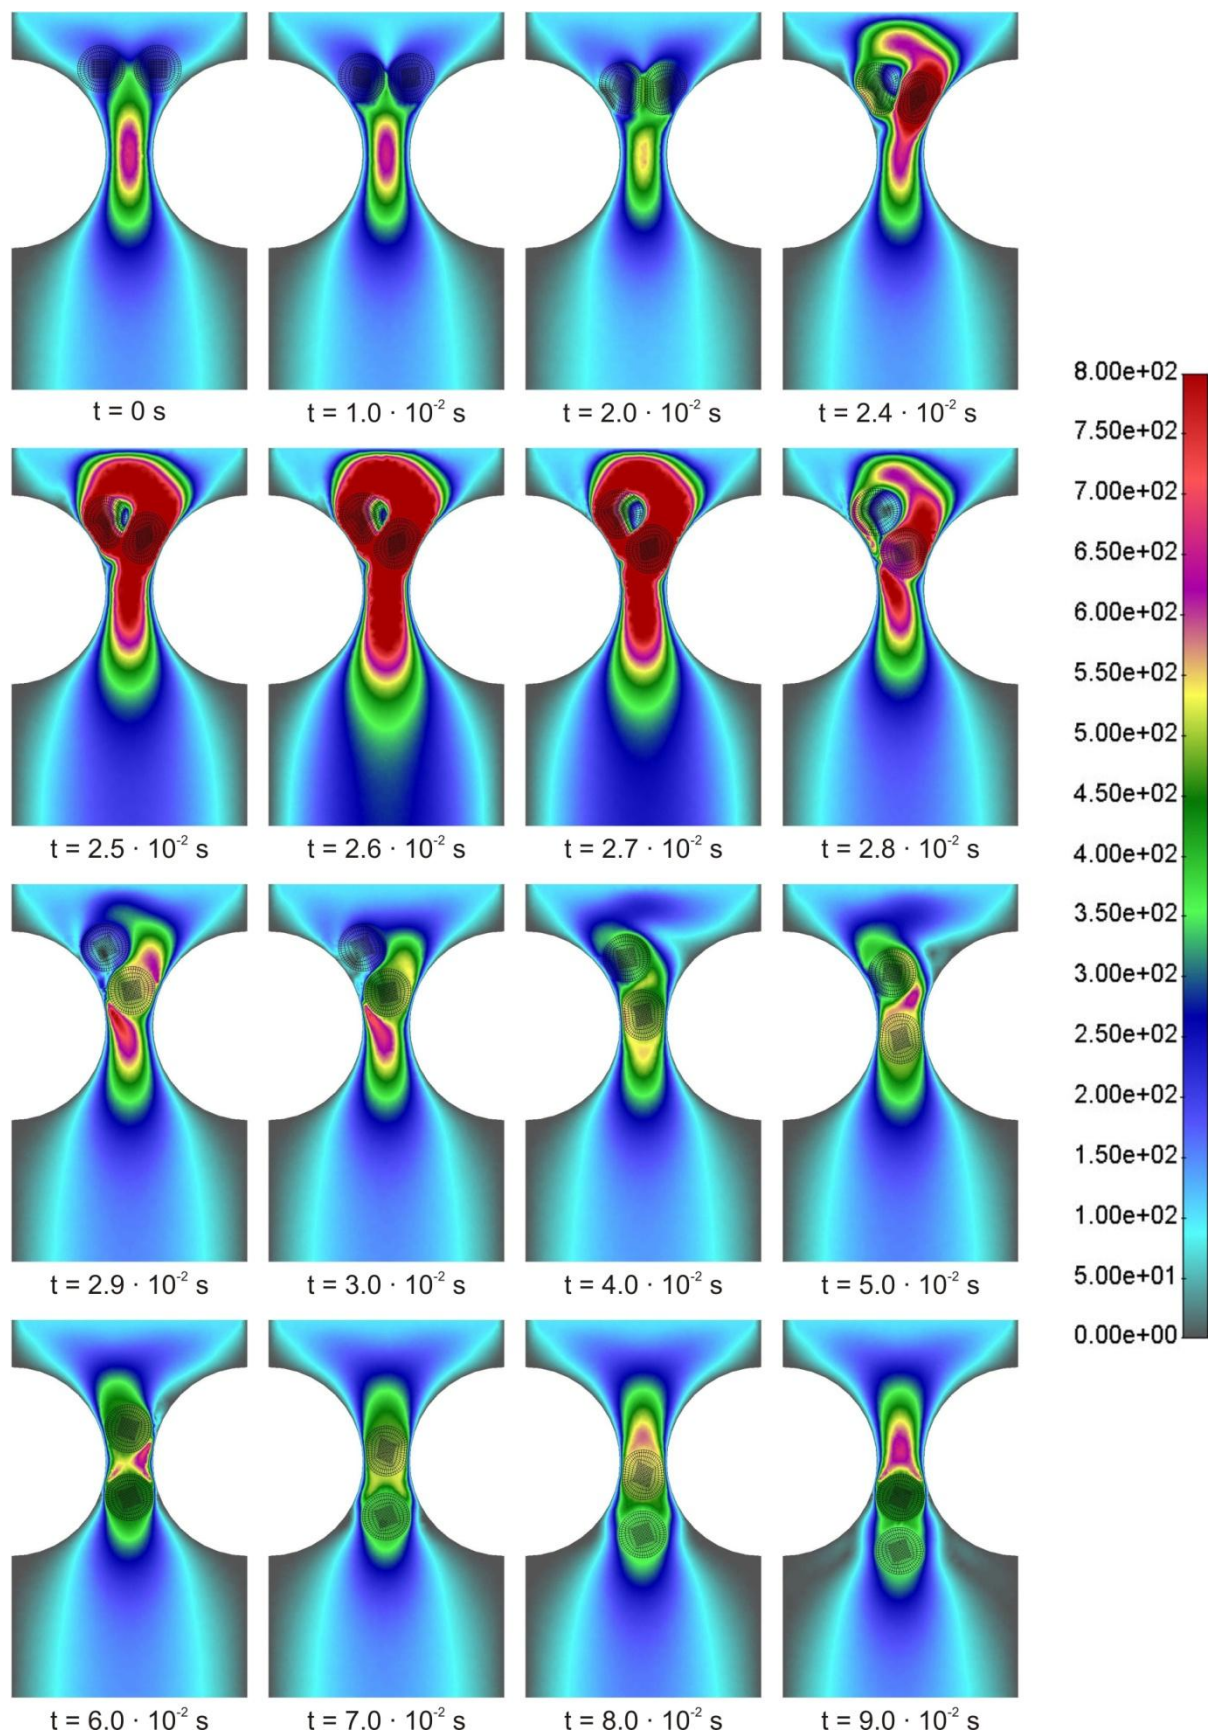 t = 0 s
t = 1.0 · 10⁻² s
t = 2.0 · 10⁻² s
t = 2.4 · 10⁻² s
t = 2.5 · 10⁻² s
t = 2.6 · 10⁻² s
t = 2.7 · 10⁻² s
t = 2.8 · 10⁻² s
t = 2.9 · 10⁻² s
t = 3.0 · 10⁻² s
t = 4.0 · 10⁻² s
t = 5.0 · 10⁻² s
t = 6.0 · 10⁻² s
t = 7.0 · 10⁻² s
t = 8.0 · 10⁻² s
t = 9.0 · 10⁻² s
8.00e+02
7.50e+02
7.00e+02
6.50e+02
6.00e+02
5.50e+02
5.00e+02
4.50e+02
4.00e+02
3.50e+02
3.00e+02
2.50e+02
2.00e+02
1.50e+02
1.00e+02
5.00e+01
0.00e+00